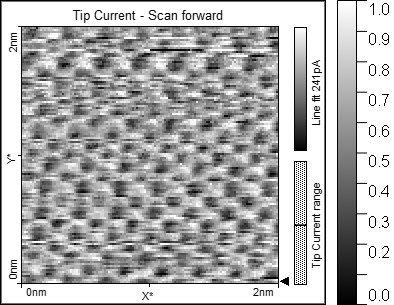 Tip Current - Scan forward
2nm
Y*
0nm
0nm
X*
2nm
Line fit 241pA
Tip Current range
1.0
0.9
0.8
0.7
0.6
0.5
0.4
0.3
0.2
0.1
0.0